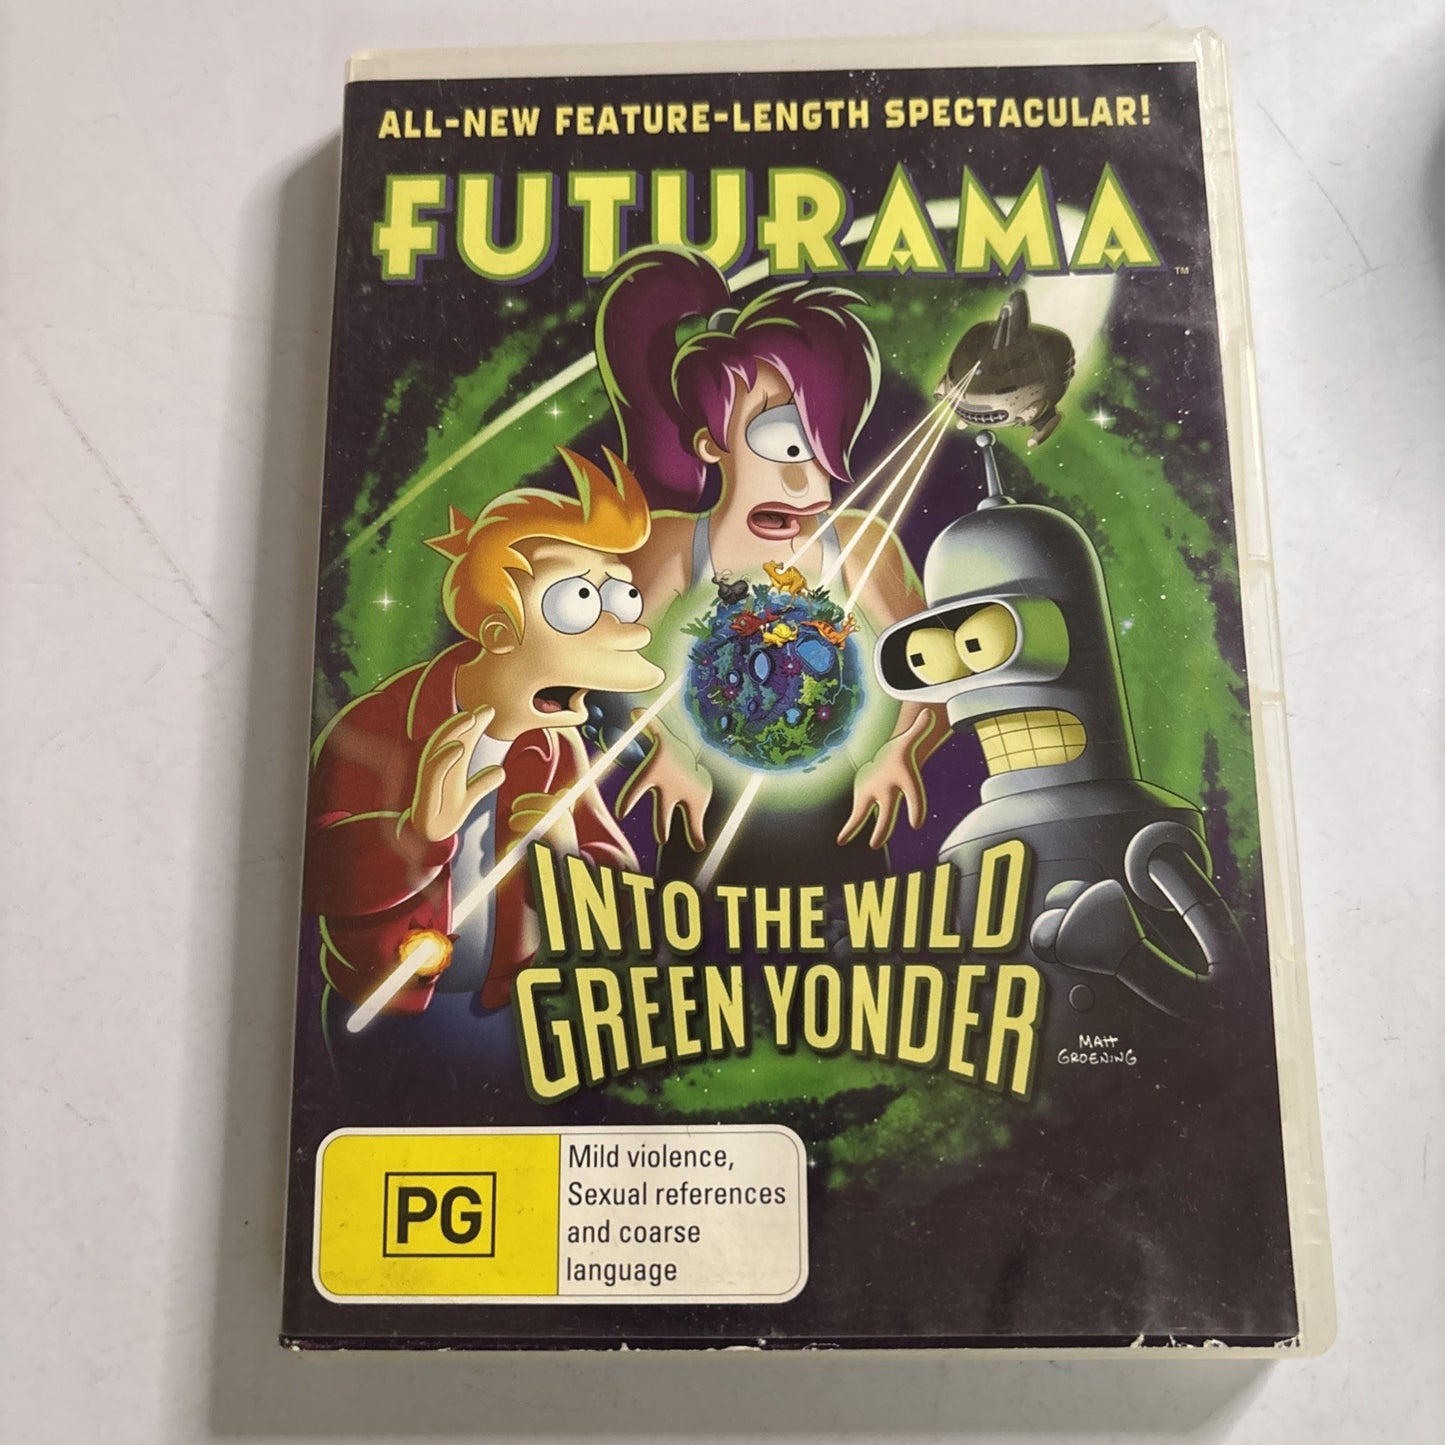 ALL-NEW FEATURE-LENGTH SPECTACULAR!
FUTURAMA™
INTO THE WILD
GREEN YONDER
MATT
GROENING
PG
Mild violence,
Sexual references
and coarse
language